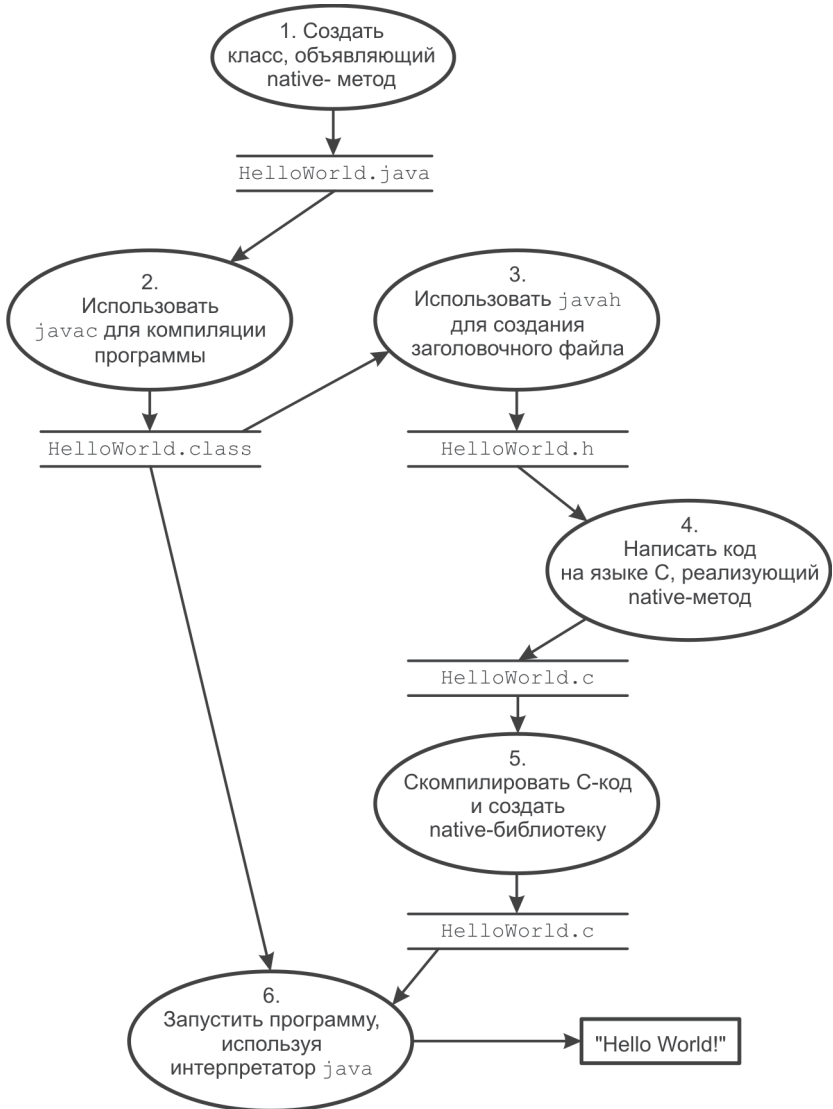 1. Создать
класс, объявляющий
native- метод
HelloWorld.java
2.
Использовать
javac для компиляции
программы
3.
Использовать javah
для создания
заголовочного файла
HelloWorld.class
HelloWorld.h
4.
Написать код
на языке С, реализующий
native-метод
HelloWorld.c
5.
Скомпилировать С-код
и создать
native-библиотеку
HelloWorld.c
6.
Запустить программу,
используя
интерпретатор java
"Hello World!"